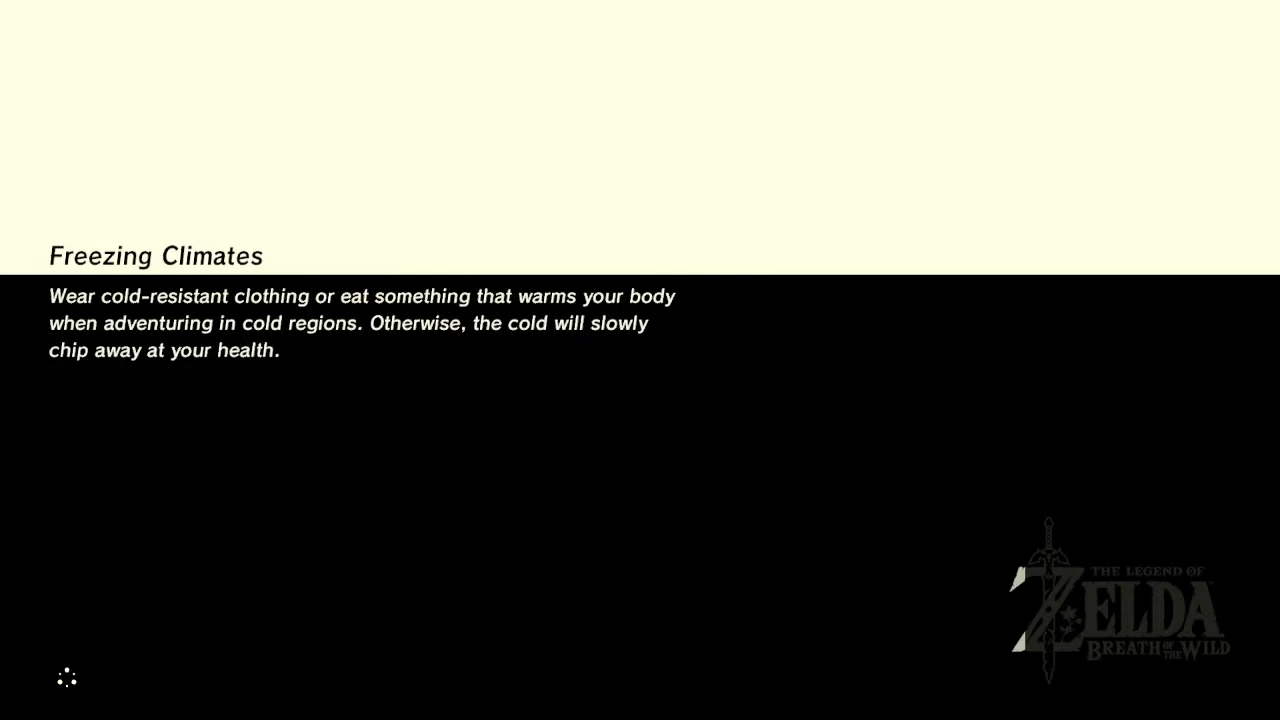 Freezing Climates
Wear cold-resistant clothing or eat something that warms your body
when adventuring in cold regions. Otherwise, the cold will slowly
chip away at your health.
THE LEGEND OF
ZELDA
BREATH OF THE WILD